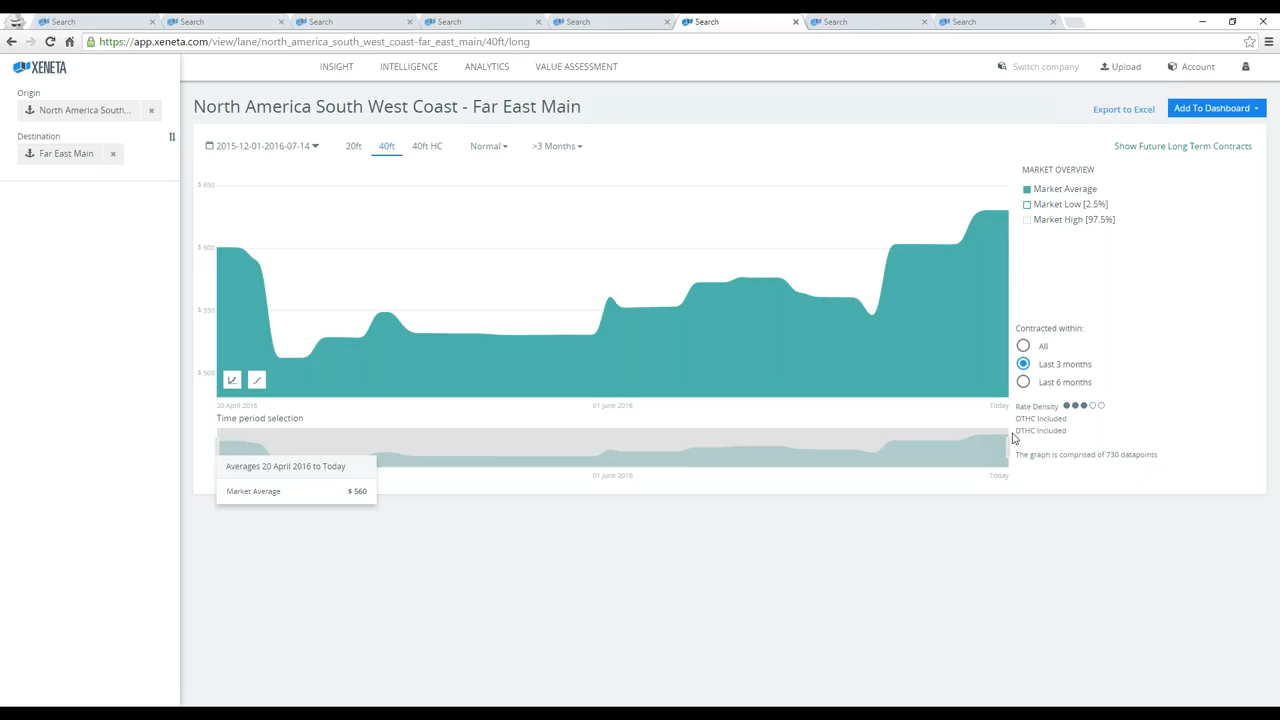 Search Search Search Search Search Search Search Search
https://app.xeneta.com/view/lane/north_america_south_west_coast-far_east_main/40ft/long
XENETA
INSIGHT INTELLIGENCE ANALYTICS VALUE ASSESSMENT Switch company Upload Account
Origin
North America South...
Destination
Far East Main
North America South West Coast - Far East Main
Export to Excel Add To Dashboard
2015-12-01-2016-07-14 20ft 40ft 40ft HC Normal >3 Months Show Future Long Term Contracts
MARKET OVERVIEW
Market Average
Market Low [2.5%]
Market High [97.5%]
$ 650
$ 600
$ 550
$ 500
20 April 2016 01 June 2016 Today
Contracted within:
All
Last 3 months
Last 6 months
Rate Density
OTHC Included
DTHC Included
The graph is comprised of 730 datapoints
Time period selection
Averages 20 April 2016 to Today
Market Average $ 560
01 June 2016 Today